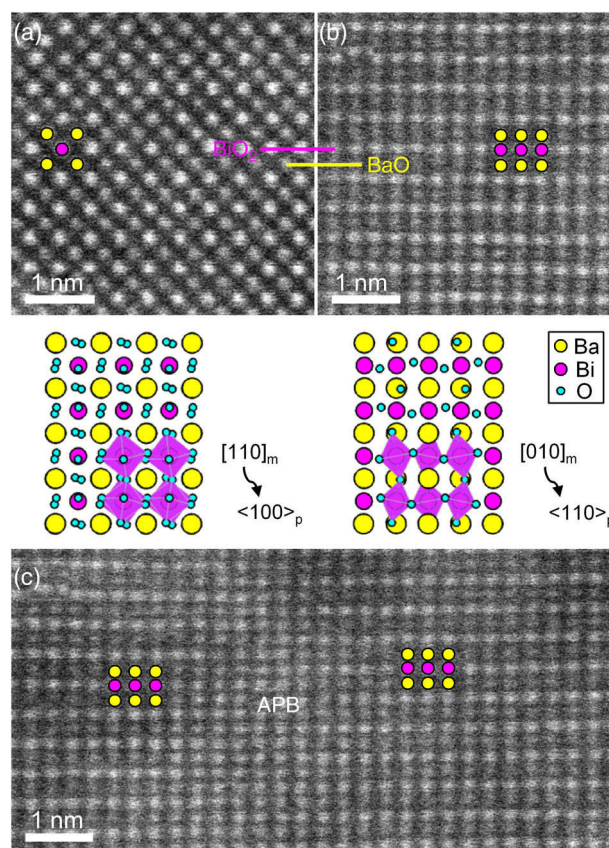 (a)
(b)
BiO₂
BaO
1 nm
1 nm
Ba
Bi
O
[110]ₘ
<100>ₚ
[010]ₘ
<110>ₚ
(c)
APB
1 nm